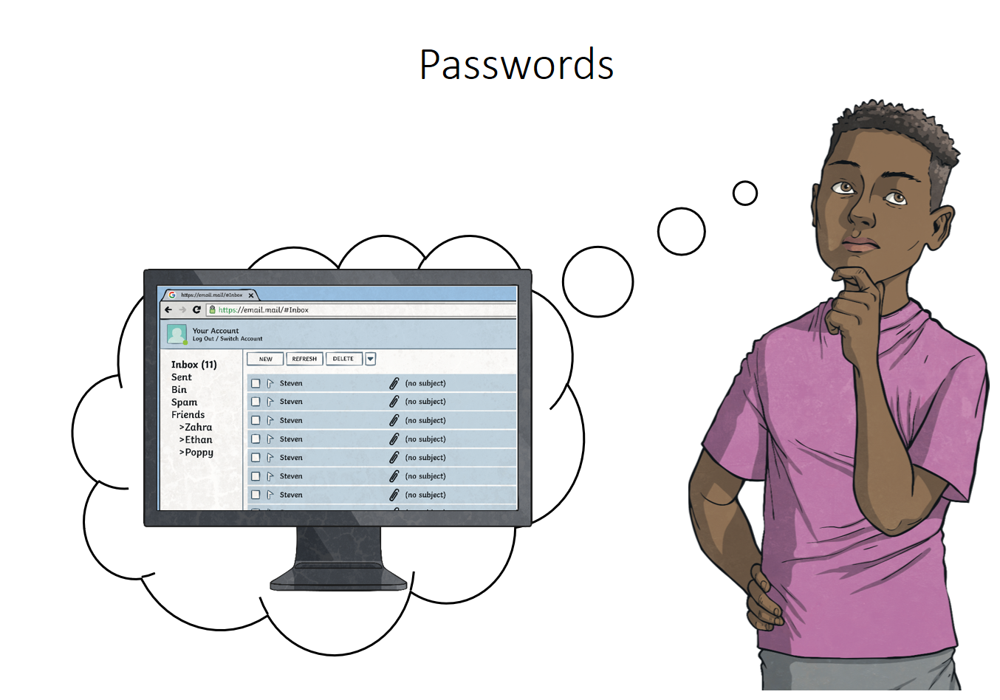 Passwords
https://email.mail/#Inbox
https://email.mail/#Inbox
Your Account
Log Out / Switch Account
NEW REFRESH DELETE
Inbox (11)
Sent
Bin
Spam
Friends
>Zahra
>Ethan
>Poppy
Steven (no subject)
Steven (no subject)
Steven (no subject)
Steven (no subject)
Steven (no subject)
Steven (no subject)
Steven (no subject)